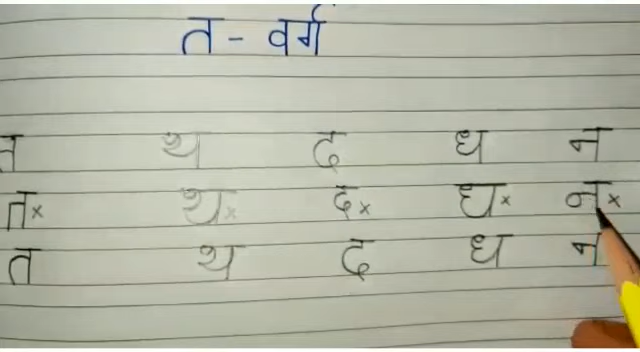 त - वर्ग
त थ द ध न
त× थ× द× ध× न×
त थ द ध न